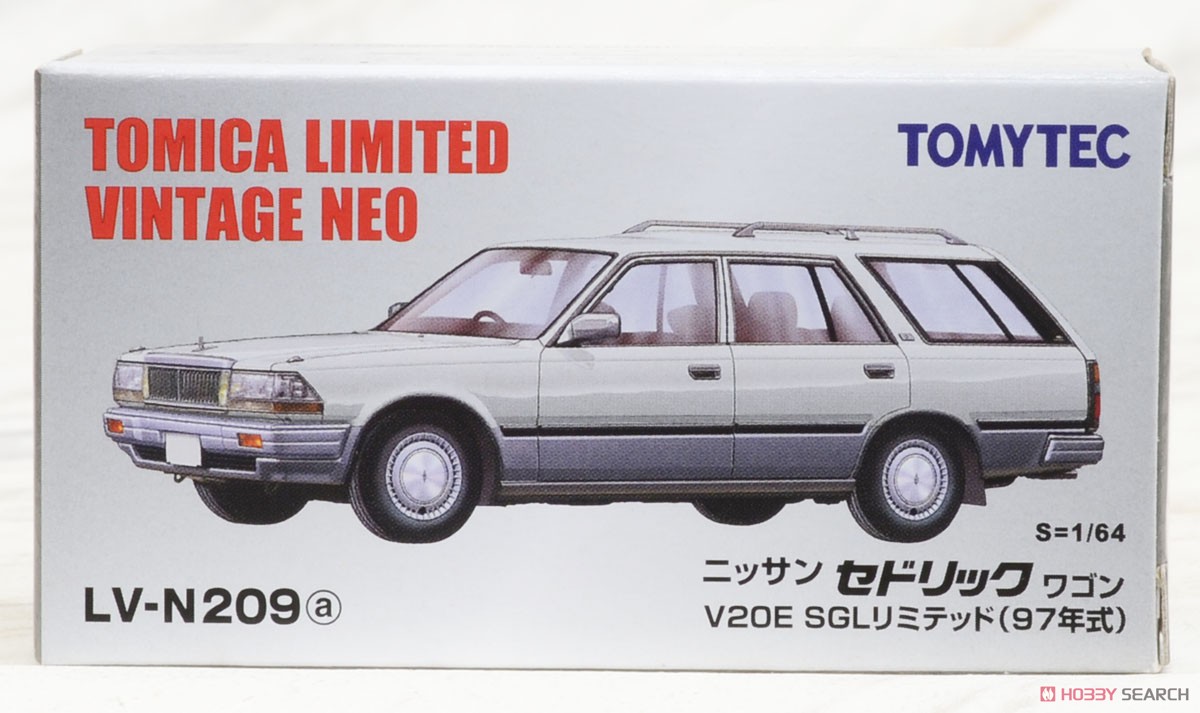 TOMICA LIMITED
VINTAGE NEO
TOMYTEC
S=1/64
LV-N209ⓐ
ニッサン セドリック ワゴン
V20E SGLリミテッド(97年式)
HOBBY SEARCH